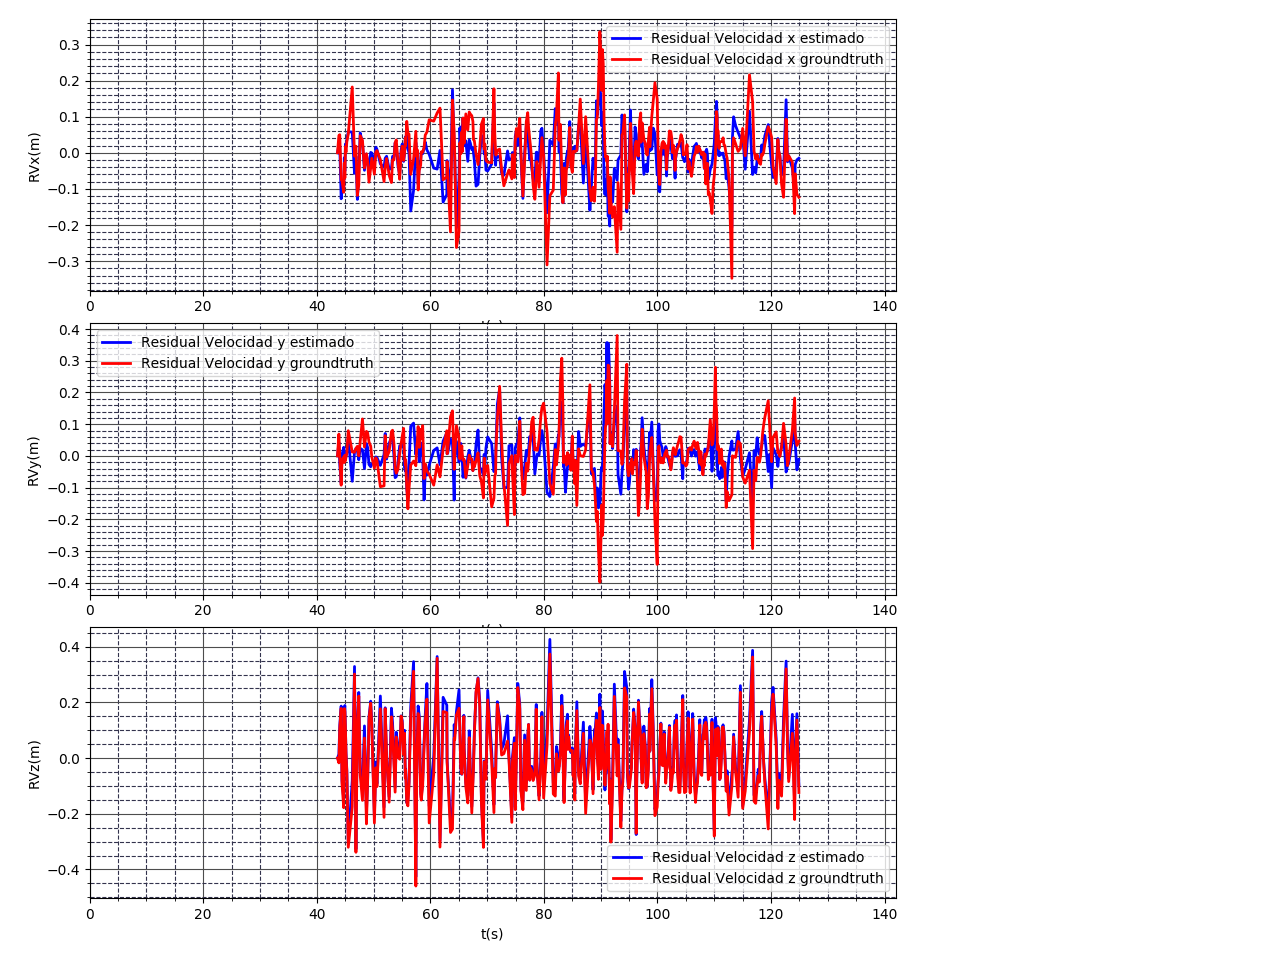 Residual Velocidad x estimado
Residual Velocidad x groundtruth
RVx(m)
0.3
0.2
0.1
0.0
−0.1
−0.2
−0.3
0 20 40 60 80 100 120 140
Residual Velocidad y estimado
Residual Velocidad y groundtruth
RVy(m)
0.4
0.3
0.2
0.1
0.0
−0.1
−0.2
−0.3
−0.4
0 20 40 60 80 100 120 140
RVz(m)
0.4
0.2
0.0
−0.2
−0.4
Residual Velocidad z estimado
Residual Velocidad z groundtruth
0 20 40 60 80 100 120 140
t(s)